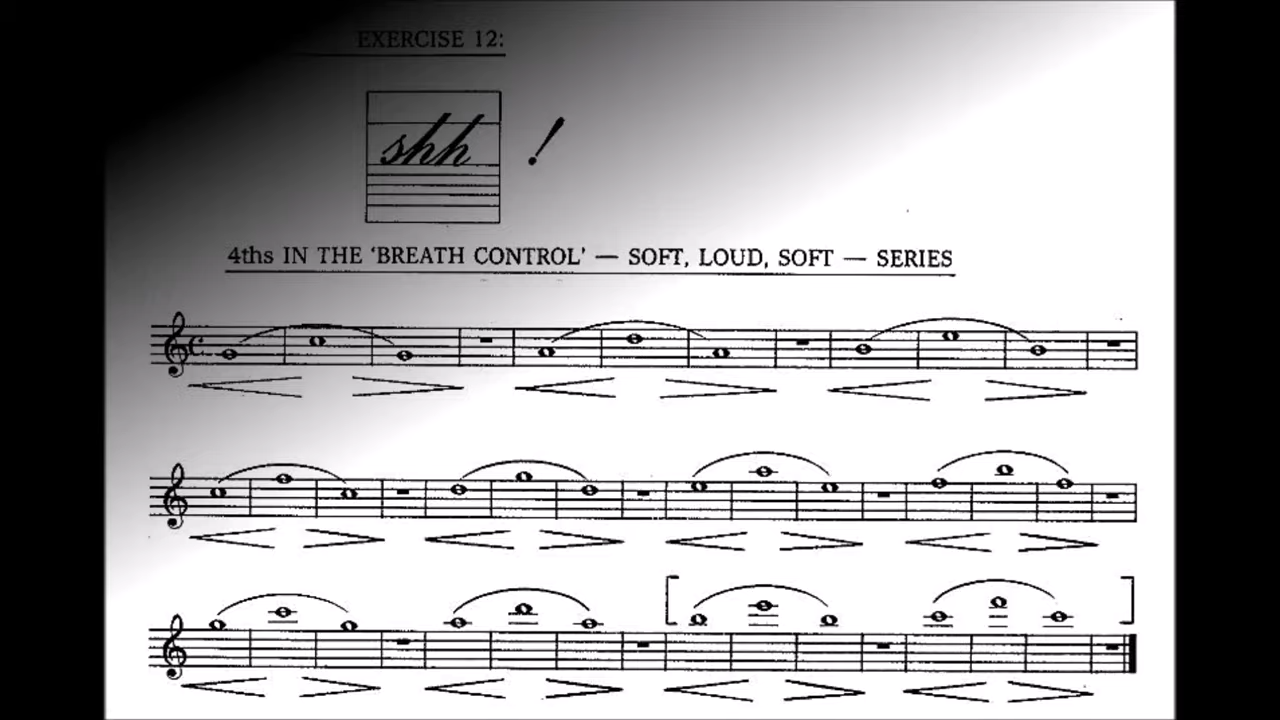 EXERCISE 12:
shh !
4ths IN THE ‘BREATH CONTROL’ — SOFT, LOUD, SOFT — SERIES